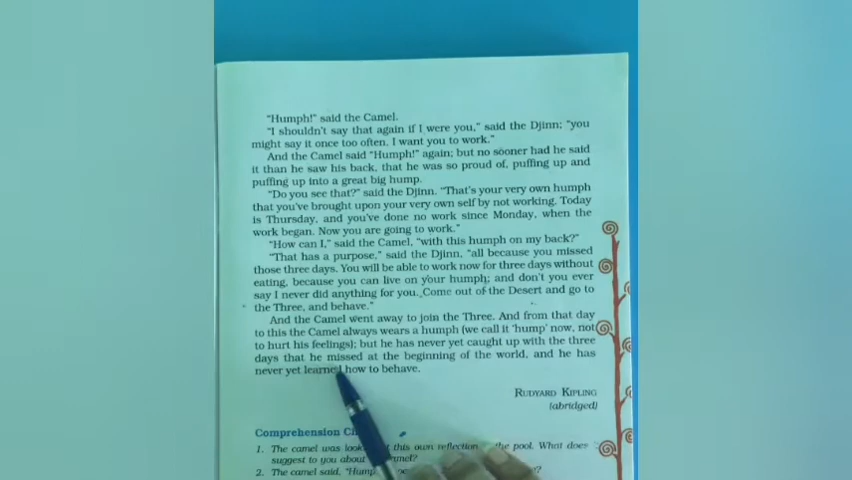 "Humph!" said the Camel.
"I shouldn't say that again if I were you," said the Djinn; "you
might say it once too often. I want you to work."
And the Camel said "Humph!" again; but no sooner had he said
it than he saw his back, that he was so proud of, puffing up and
puffing up into a great big hump.
"Do you see that?" said the Djinn. "That's your very own humph
that you've brought upon your very own self by not working. Today
is Thursday, and you've done no work since Monday, when the
work began. Now you are going to work."
"How can I," said the Camel, "with this humph on my back?"
"That has a purpose," said the Djinn, "all because you missed
those three days. You will be able to work now for three days without
eating, because you can live on your humph; and don't you ever
say I never did anything for you. Come out of the Desert and go to
the Three, and behave."
And the Camel went away to join the Three. And from that day
to this the Camel always wears a humph (we call it 'hump' now, not
to hurt his feelings); but he has never yet caught up with the three
days that he missed at the beginning of the world, and he has
never yet learned how to behave.
RUDYARD KIPLING
(abridged)
Comprehension
1. The camel was this own reflection the pool. What does
suggest to you about
2. The camel said, "Hump